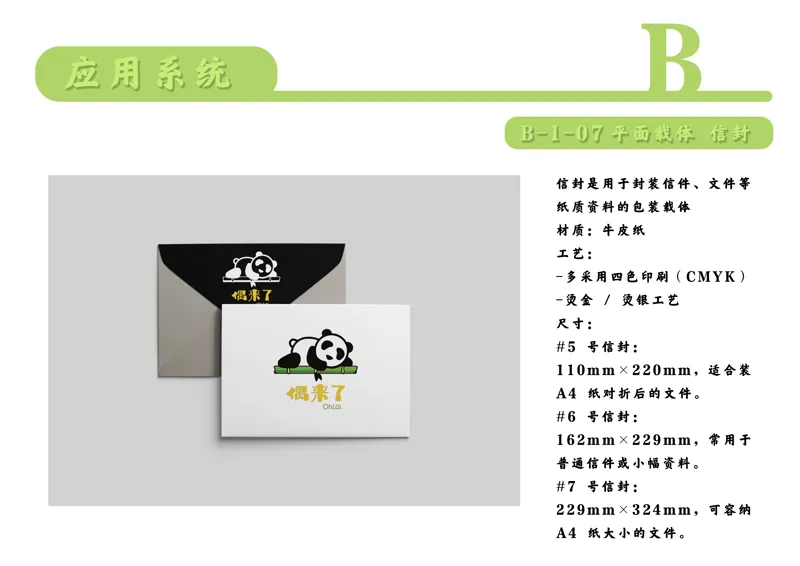 应用系统
B
B-1-07平面载体 信封
偶来了
偶来了
OhLai
信封是用于封装信件、文件等
纸质资料的包装载体
材质：牛皮纸
工艺：
-多采用四色印刷（CMYK）
-烫金 / 烫银工艺
尺寸：
#5 号信封：
110mm×220mm，适合装
A4 纸对折后的文件。
#6 号信封：
162mm×229mm，常用于
普通信件或小幅资料。
#7 号信封：
229mm×324mm，可容纳
A4 纸大小的文件。